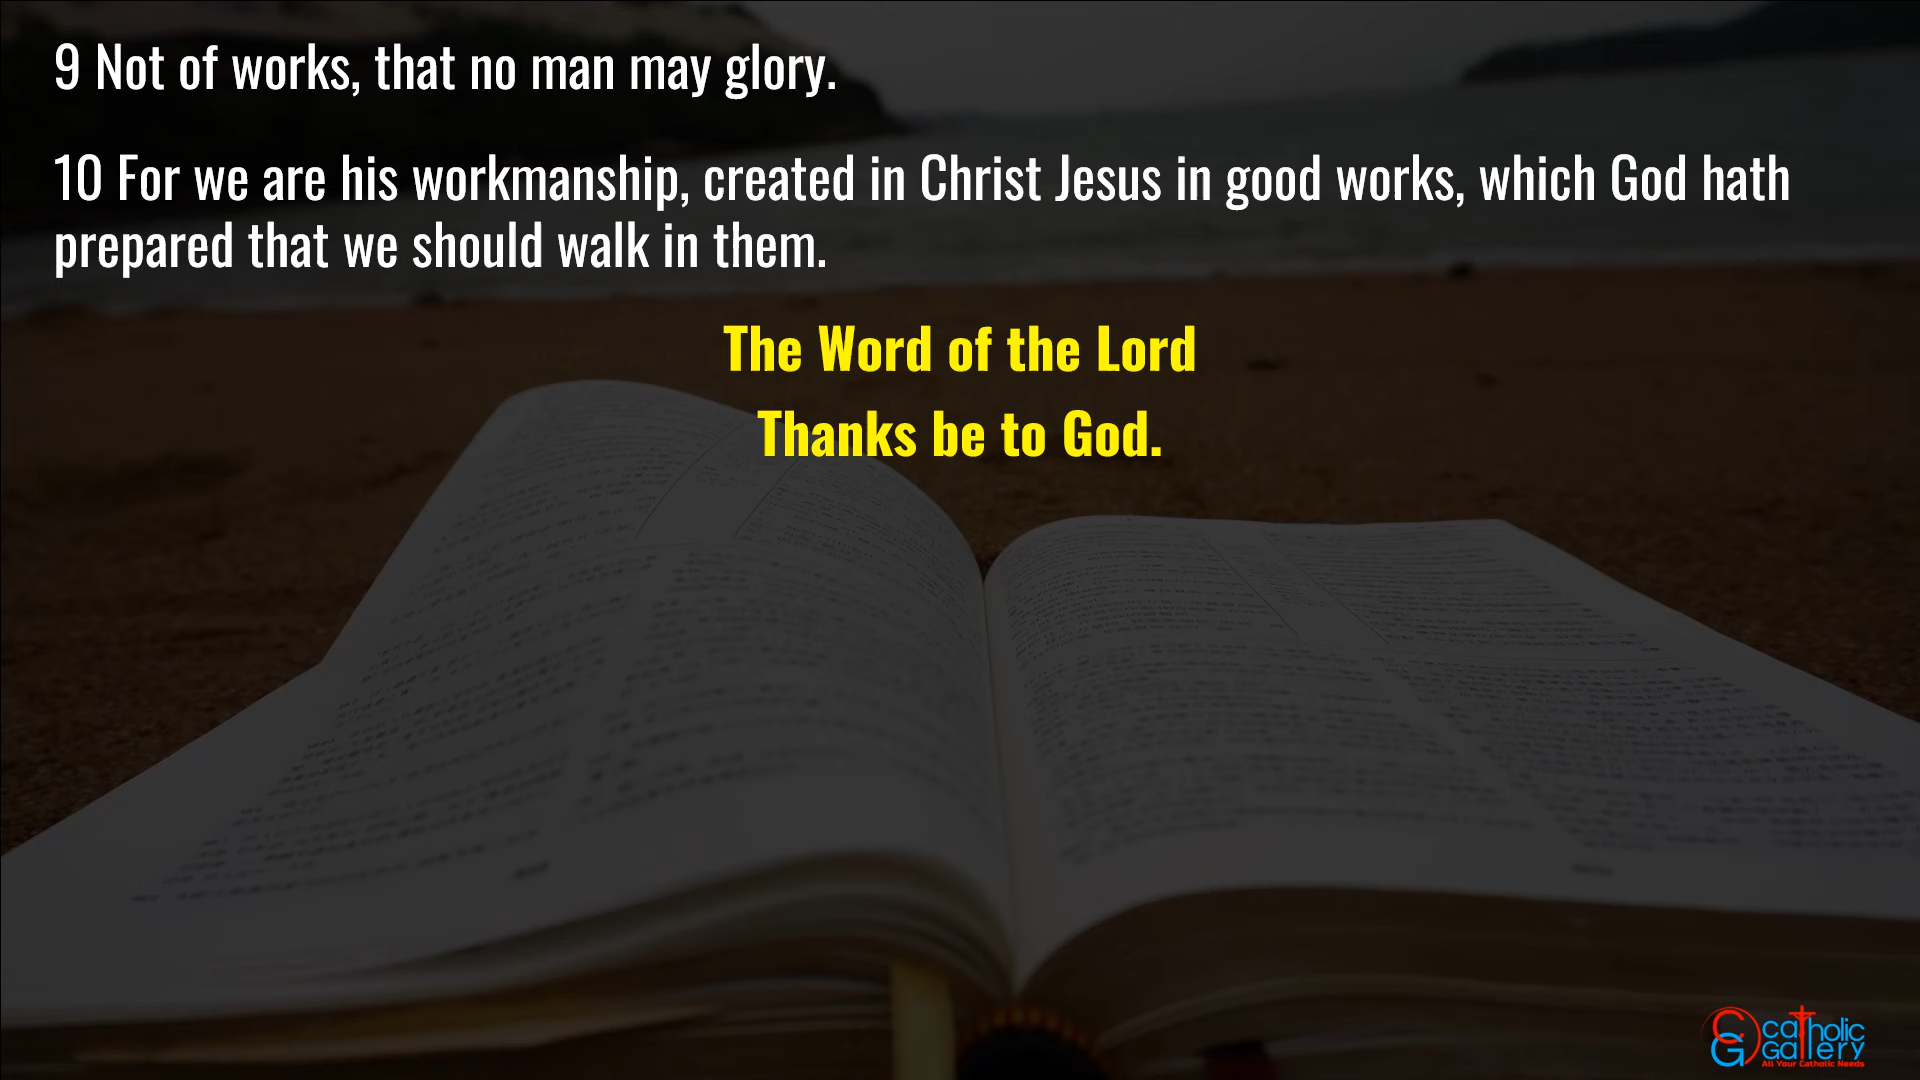 9 Not of works, that no man may glory.
10 For we are his workmanship, created in Christ Jesus in good works, which God hath
prepared that we should walk in them.
The Word of the Lord
Thanks be to God.
catholic
Gallery
All Your Catholic Needs